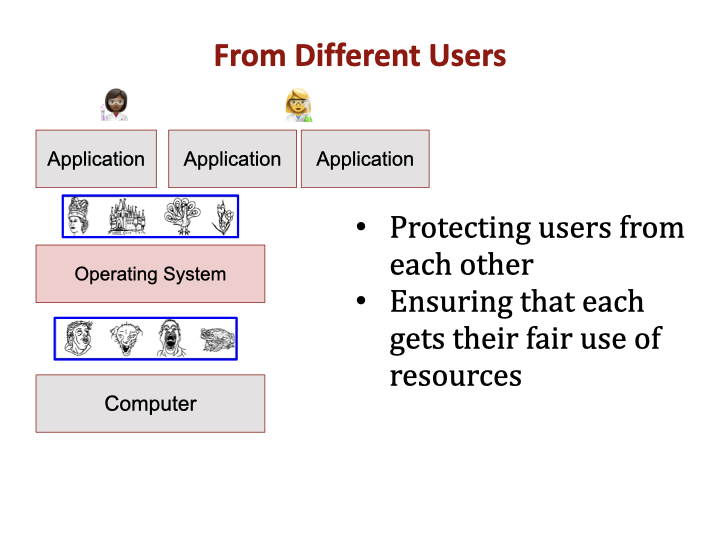 From Different Users
Application
Application
Application
• Protecting users from
each other
• Ensuring that each
gets their fair use of
resources
Operating System
Computer